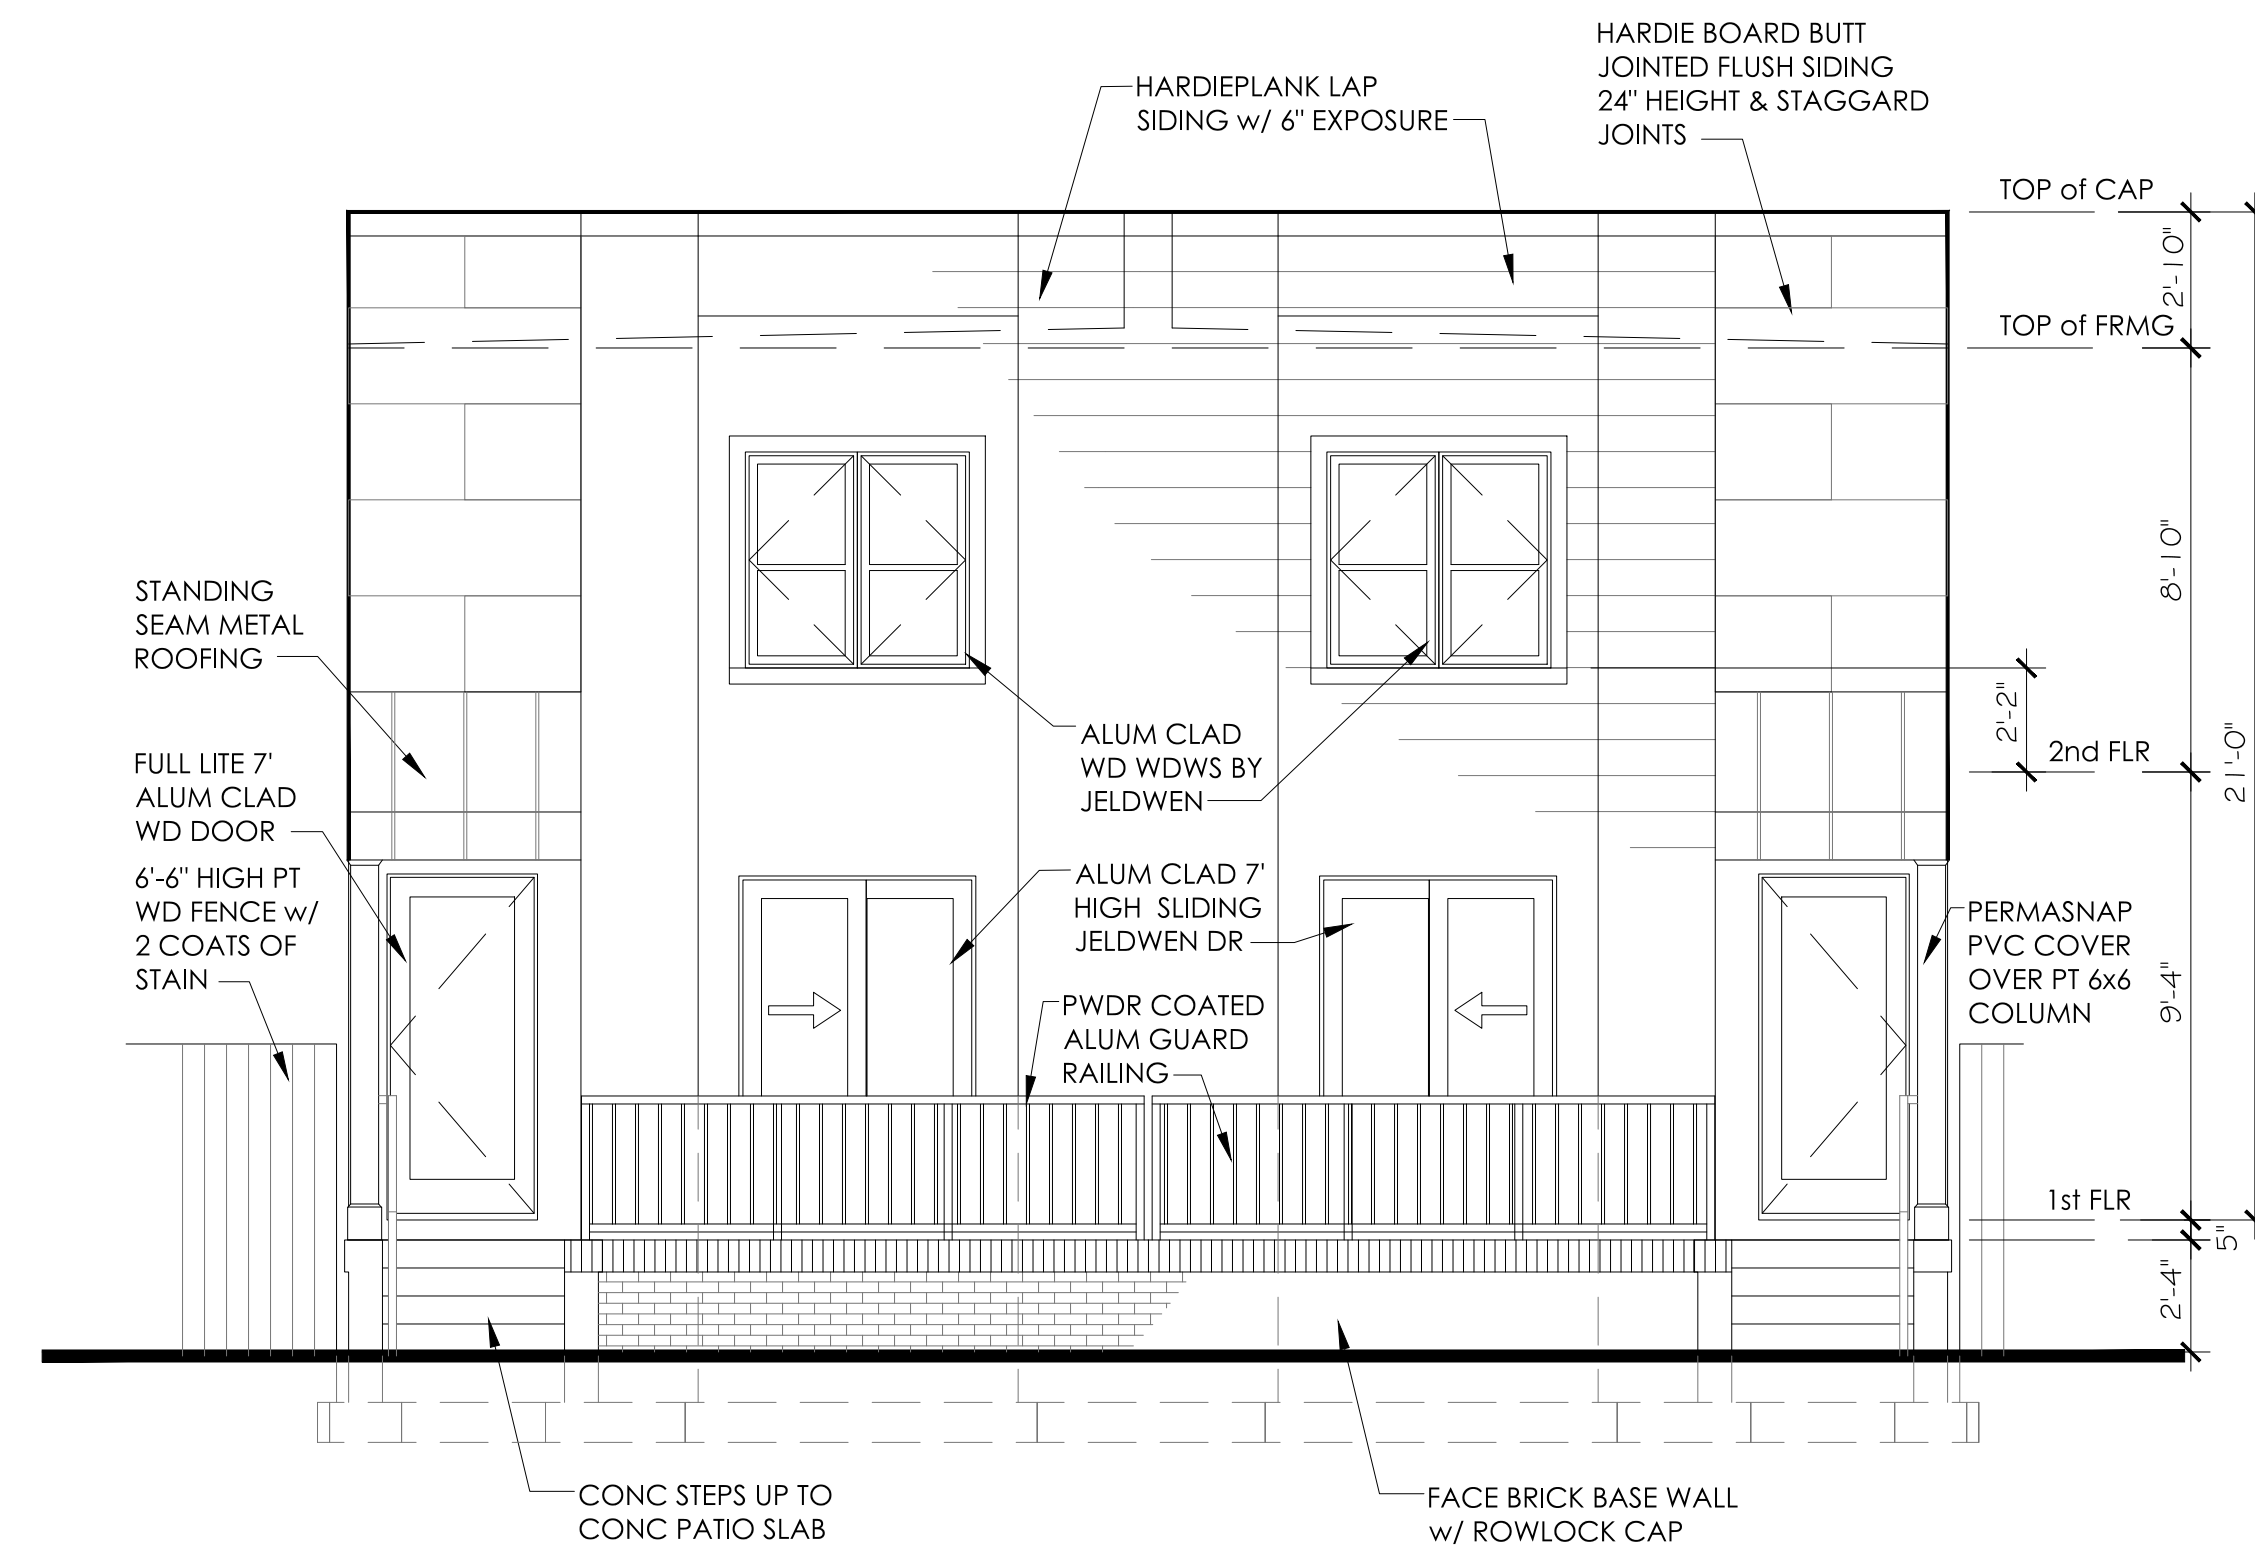 HARDIE BOARD BUTT
JOINTED FLUSH SIDING
24" HEIGHT & STAGGARD
JOINTS
HARDIEPLANK LAP
SIDING w/ 6" EXPOSURE
TOP of CAP
2'-10"
TOP of FRMG
8'-10"
STANDING
SEAM METAL
ROOFING
2'-2"
2nd FLR
21'-0"
FULL LITE 7'
ALUM CLAD
WD DOOR
ALUM CLAD
WD WDWS BY
JELDWEN
6'-6" HIGH PT
WD FENCE w/
2 COATS OF
STAIN
ALUM CLAD 7'
HIGH SLIDING
JELDWEN DR
PERMASNAP
PVC COVER
OVER PT 6x6
COLUMN
9'-4"
PWDR COATED
ALUM GUARD
RAILING
1st FLR
5"
2'-4"
CONC STEPS UP TO
CONC PATIO SLAB
FACE BRICK BASE WALL
w/ ROWLOCK CAP